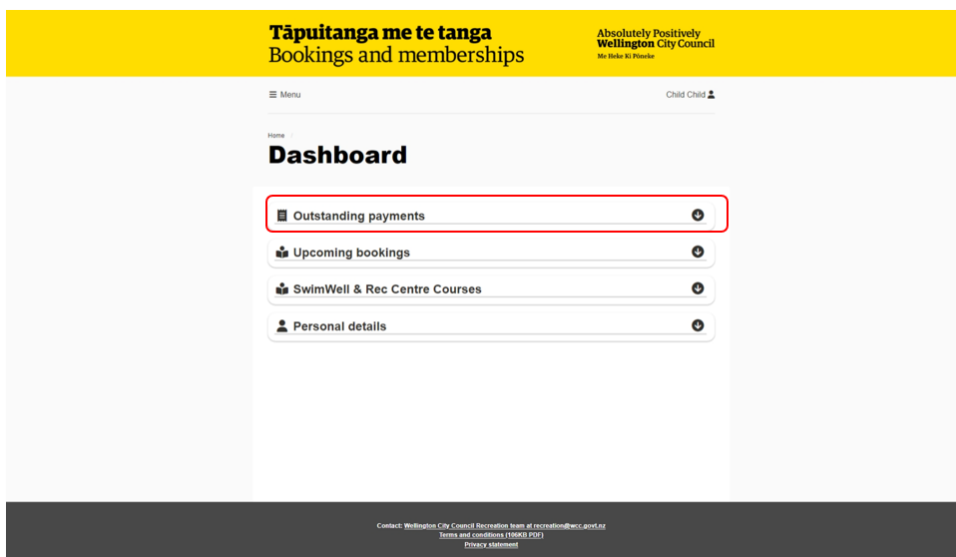 Tāpuitanga me te tanga
Bookings and memberships
Absolutely Positively
Wellington City Council
Me Heke Ki Pōneke
Menu
Child Child
Home
Dashboard
Outstanding payments
Upcoming bookings
SwimWell & Rec Centre Courses
Personal details
Contact: Wellington City Council Recreation team at recreation@wcc.govt.nz
Terms and conditions (106KB PDF)
Privacy statement